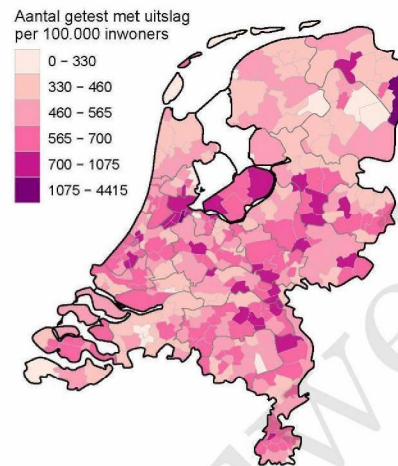 Aantal getest met uitslag
per 100.000 inwoners
0 – 330
330 – 460
460 – 565
565 – 700
700 – 1075
1075 – 4415